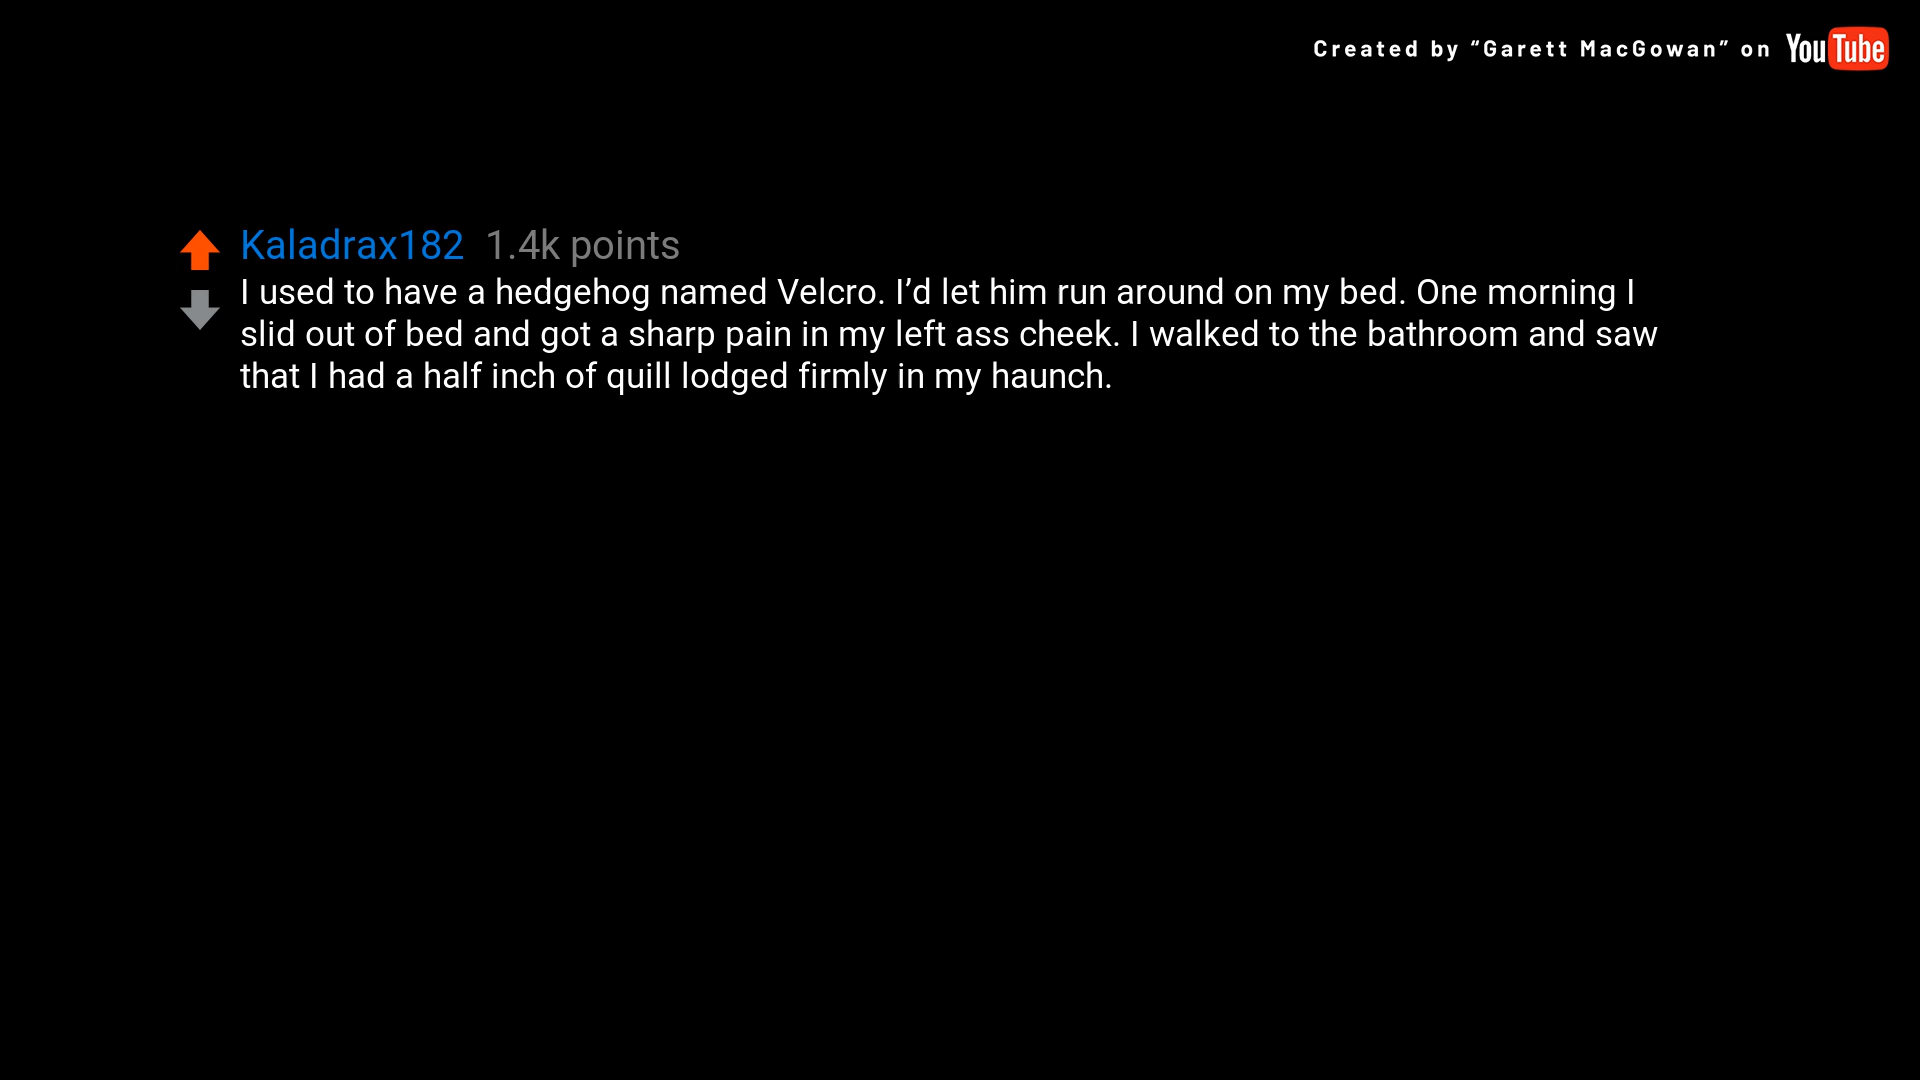 Created by “Garett MacGowan” on YouTube
Kaladrax182 1.4k points
I used to have a hedgehog named Velcro. I’d let him run around on my bed. One morning I
slid out of bed and got a sharp pain in my left ass cheek. I walked to the bathroom and saw
that I had a half inch of quill lodged firmly in my haunch.